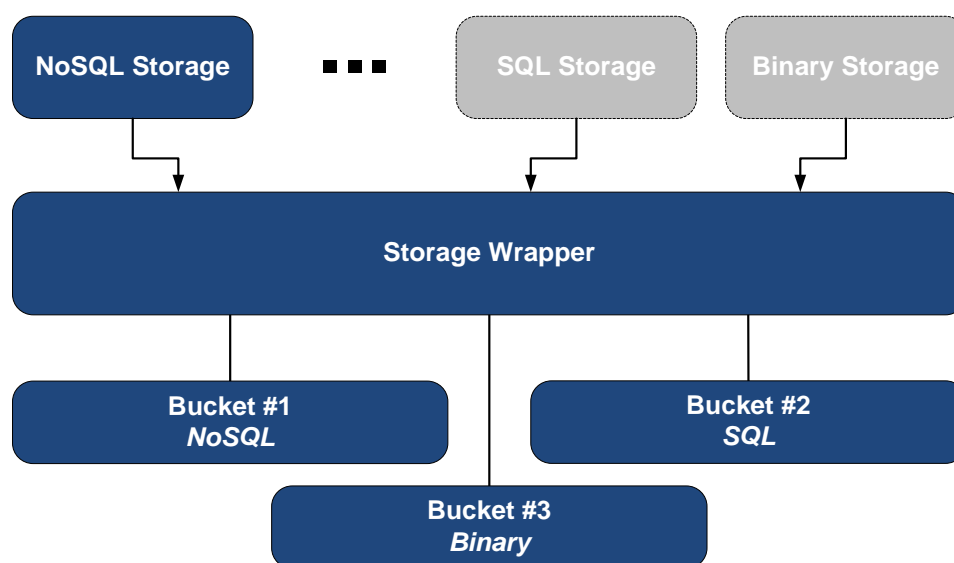 NoSQL Storage
SQL Storage
Binary Storage
Storage Wrapper
Bucket #1
NoSQL
Bucket #2
SQL
Bucket #3
Binary